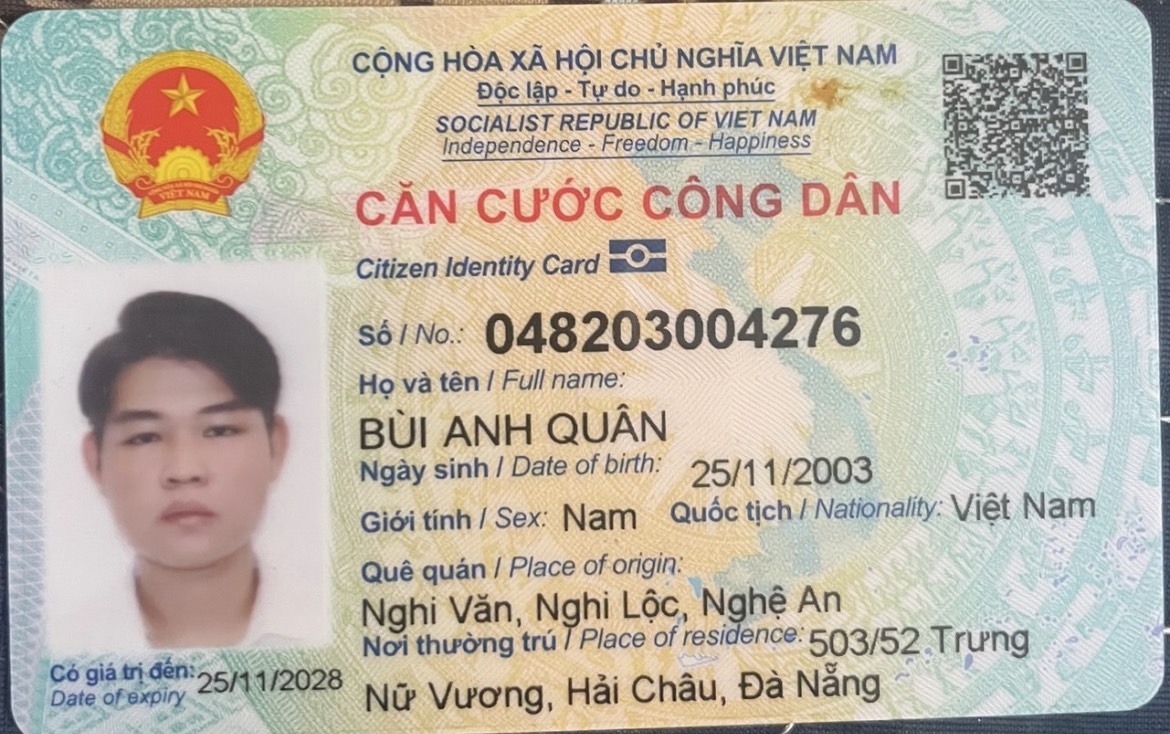 CỘNG HÒA XÃ HỘI CHỦ NGHĨA VIỆT NAM
Độc lập - Tự do - Hạnh phúc
SOCIALIST REPUBLIC OF VIET NAM
Independence - Freedom - Happiness
CĂN CƯỚC CÔNG DÂN
Citizen Identity Card
Số / No.: 048203004276
Họ và tên / Full name:
BÙI ANH QUÂN
Ngày sinh / Date of birth: 25/11/2003
Giới tính / Sex: Nam Quốc tịch / Nationality: Việt Nam
Quê quán / Place of origin:
Nghi Văn, Nghi Lộc, Nghệ An
Nơi thường trú / Place of residence: 503/52 Trưng
Nữ Vương, Hải Châu, Đà Nẵng
Có giá trị đến: 25/11/2028
Date of expiry
VIỆT NAM